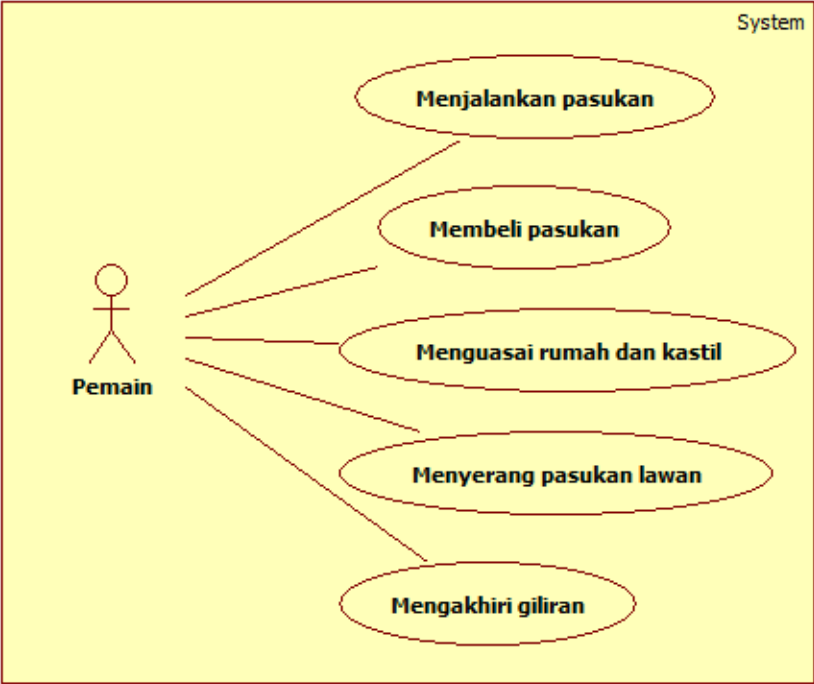 System
Menjalankan pasukan
Membeli pasukan
Menguasai rumah dan kastil
Pemain
Menyerang pasukan lawan
Mengakhiri giliran